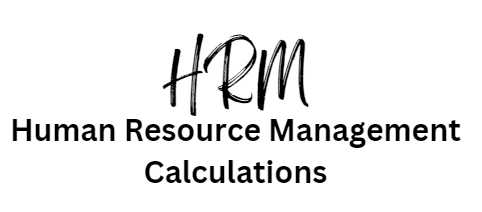 HRM
Human Resource Management
Calculations